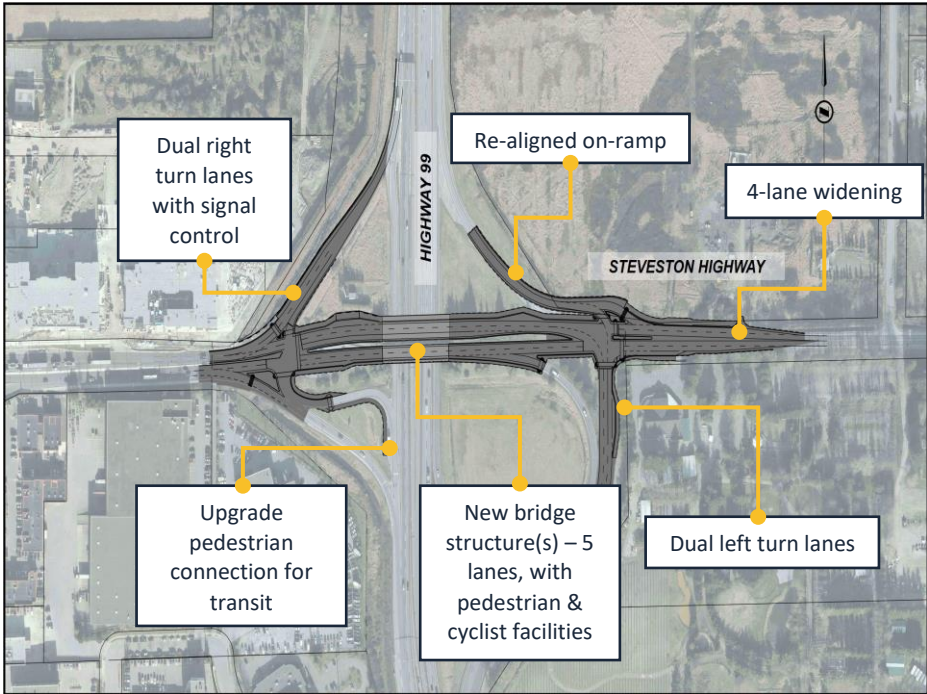 Dual right
turn lanes
with signal
control
HIGHWAY 99
Re-aligned on-ramp
4-lane widening
STEVESTON HIGHWAY
Upgrade
pedestrian
connection for
transit
New bridge
structure(s) – 5
lanes, with
pedestrian &
cyclist facilities
Dual left turn lanes